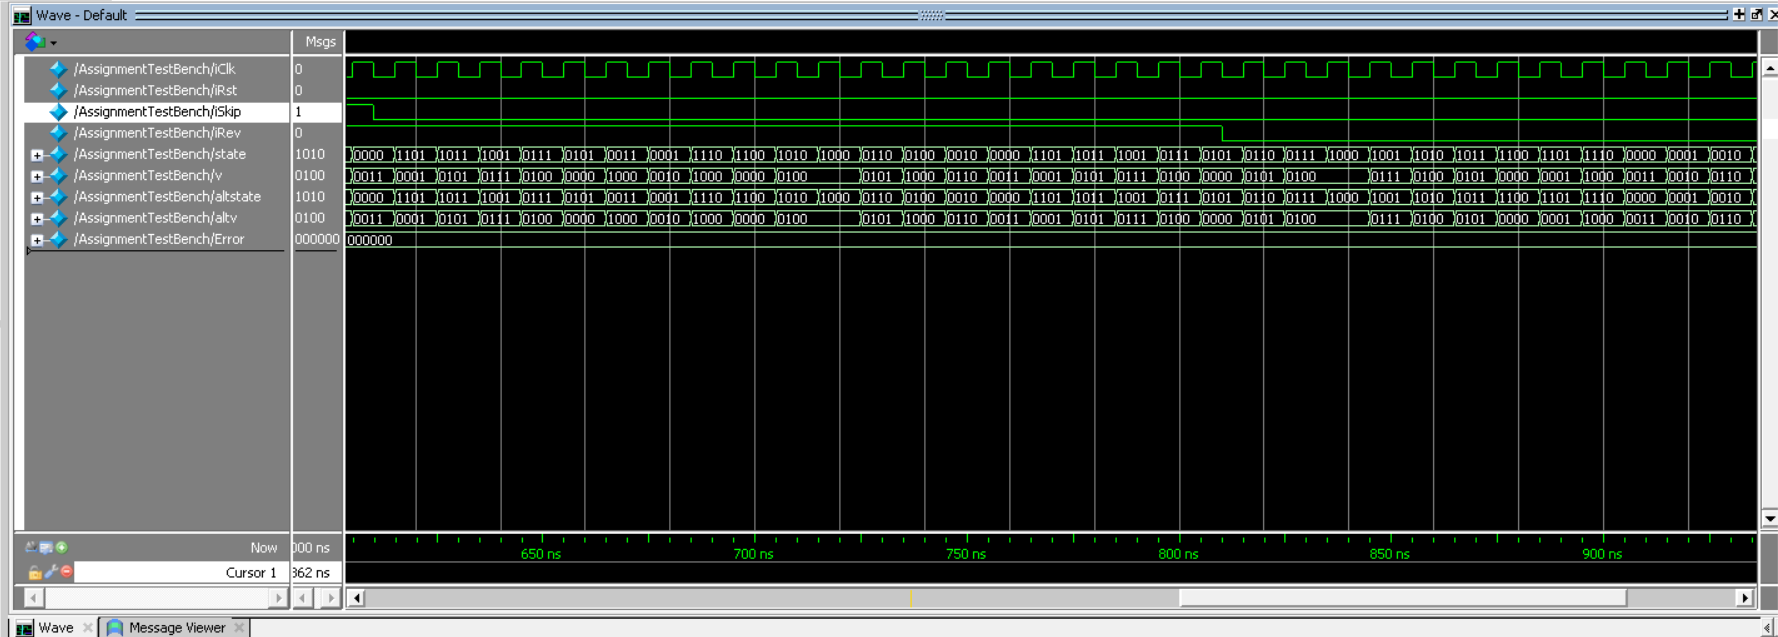 Wave - Default
Msgs
/AssignmentTestBench/iClk 0
/AssignmentTestBench/iRst 0
/AssignmentTestBench/iSkip 1
/AssignmentTestBench/iRev 0
/AssignmentTestBench/state 1010 0000 1101 1011 1001 0111 0101 0011 0001 1110 1100 1010 1000 0110 0100 0010 0000 1101 1011 1001 0111 0101 0110 0111 1000 1001 1010 1011 1100 1101 1110 0000 0001 0010
/AssignmentTestBench/v 0100 0011 0001 0101 0111 0100 0000 1000 0010 1000 0000 0100 0101 1000 0110 0011 0001 0101 0111 0100 0000 0101 0100 0111 0100 0101 0000 0001 1000 0011 0010 0110
/AssignmentTestBench/altstate 1010 0000 1101 1011 1001 0111 0101 0011 0001 1110 1100 1010 1000 0110 0100 0010 0000 1101 1011 1001 0111 0101 0110 0111 1000 1001 1010 1011 1100 1101 1110 0000 0001 0010
/AssignmentTestBench/altv 0100 0011 0001 0101 0111 0100 0000 1000 0010 1000 0000 0100 0101 1000 0110 0011 0001 0101 0111 0100 0000 0101 0100 0111 0100 0101 0000 0001 1000 0011 0010 0110
/AssignmentTestBench/Error 000000 000000
Now 000 ns 650 ns 700 ns 750 ns 800 ns 850 ns 900 ns
Cursor 1 362 ns
Wave Message Viewer